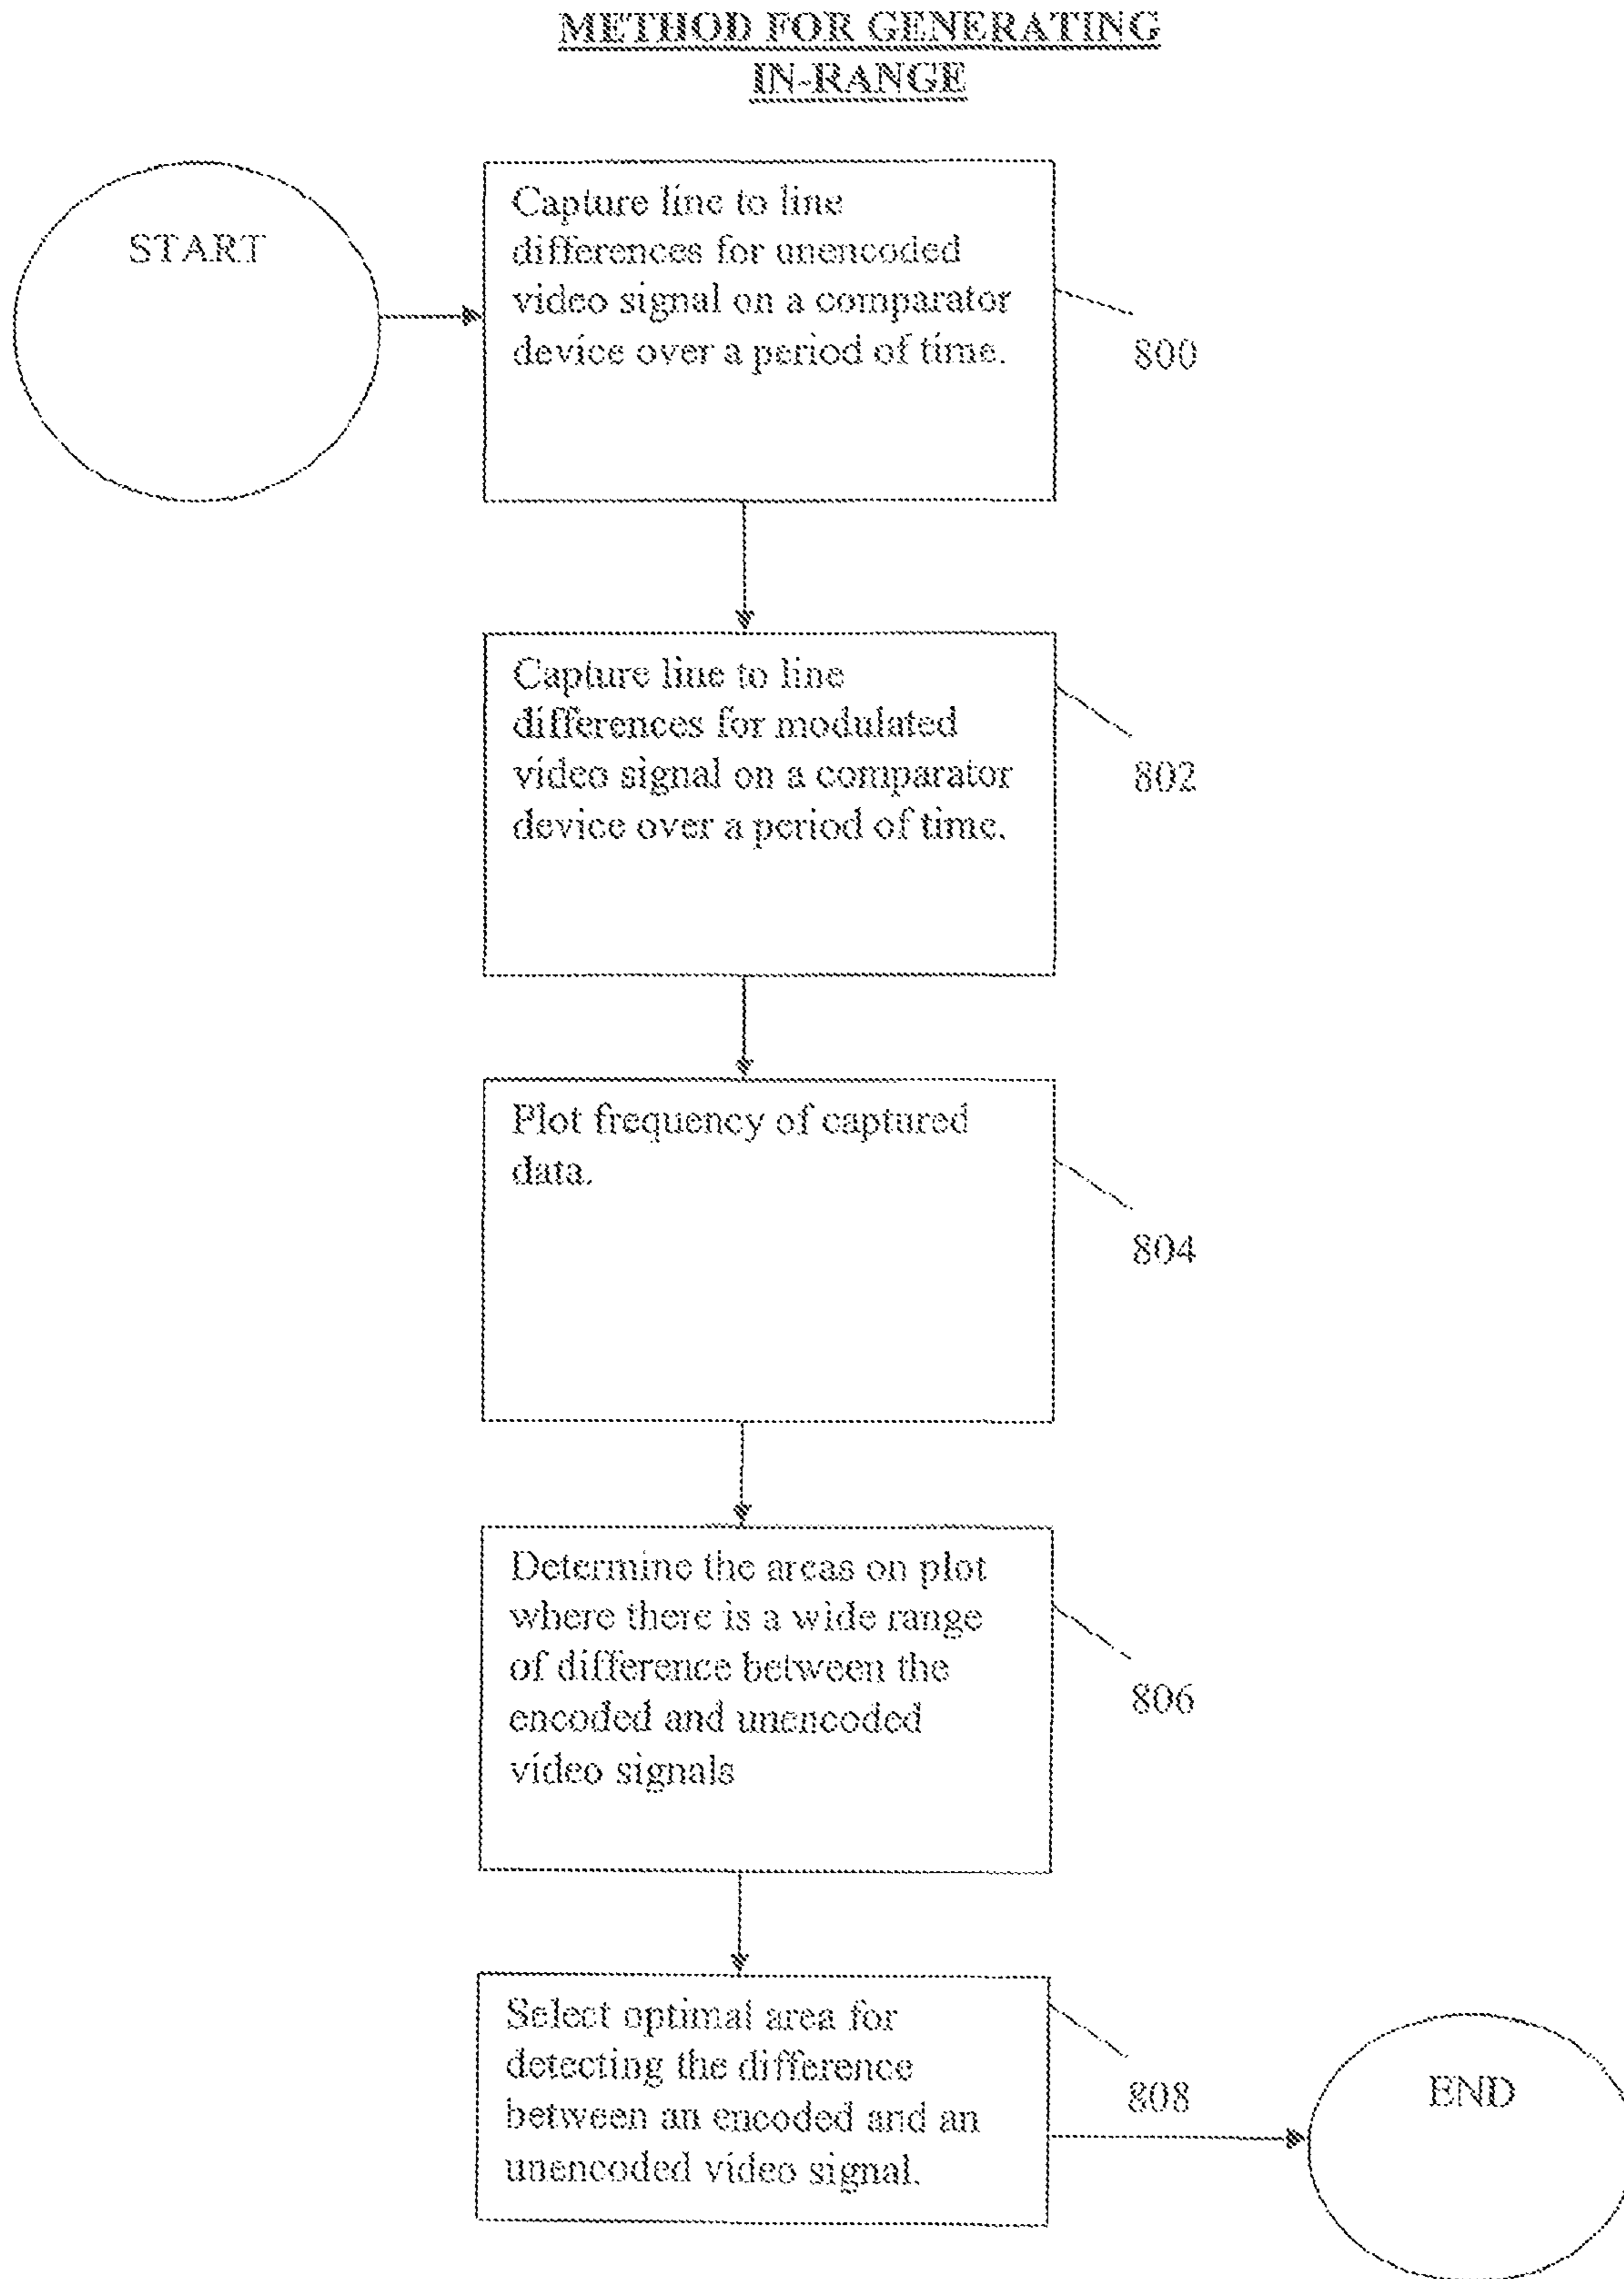 METHOD FOR GENERATING
IN-RANGE
START
Capture line to line
differences for unencoded
video signal on a comparator
device over a period of time.
800
Capture line to line
differences for modulated
video signal on a comparator
device over a period of time.
802
Plot frequency of captured
data.
804
Determine the areas on plot
where there is a wide range
of difference between the
encoded and unencoded
video signals
806
Select optimal area for
detecting the difference
between an encoded and an
unencoded video signal.
808
END